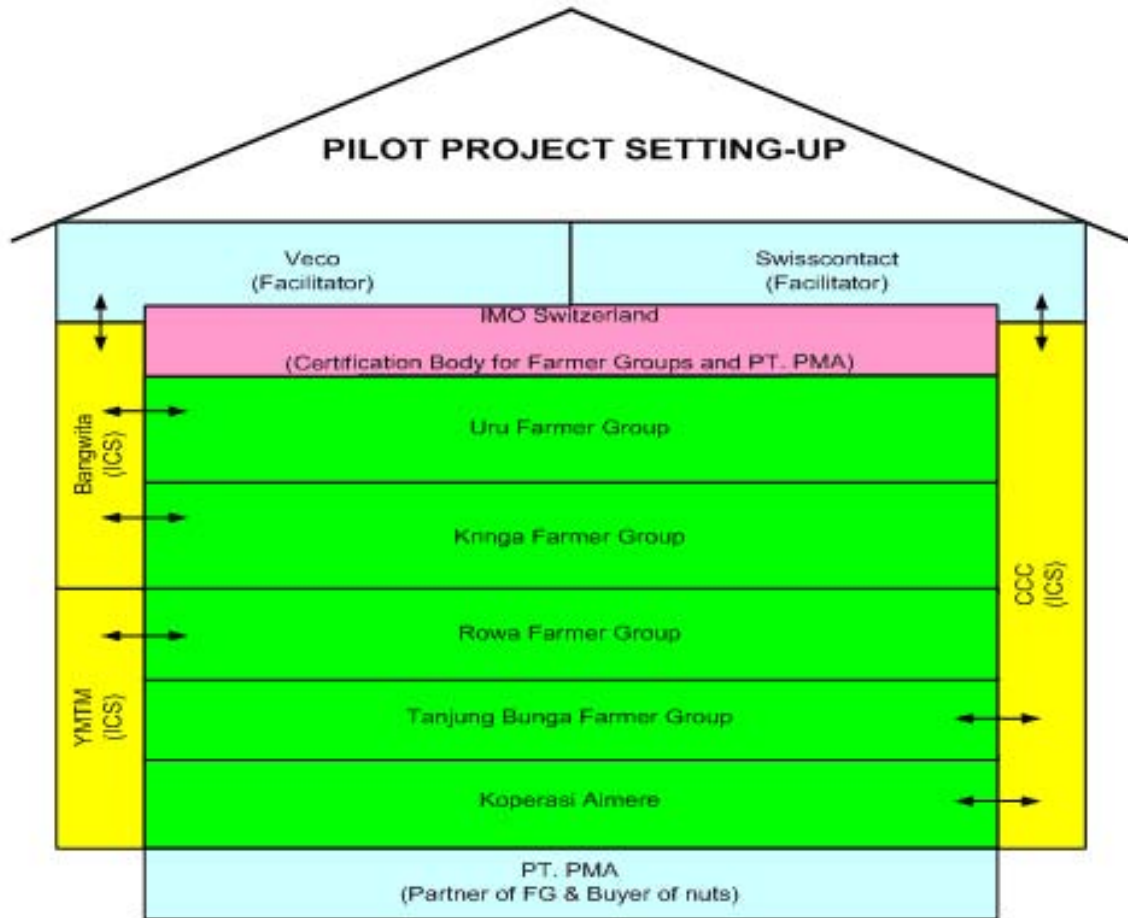 PILOT PROJECT SETTING-UP
Veco
(Facilitator)
Swisscontact
(Facilitator)
IMO Switzerland
(Certification Body for Farmer Groups and PT. PMA)
Bangwita
(ICS)
Uru Farmer Group
Kringa Farmer Group
CCC
(ICS)
YMTM
(ICS)
Rowa Farmer Group
Tanjung Bunga Farmer Group
Koperasi Aimere
PT. PMA
(Partner of FG & Buyer of nuts)